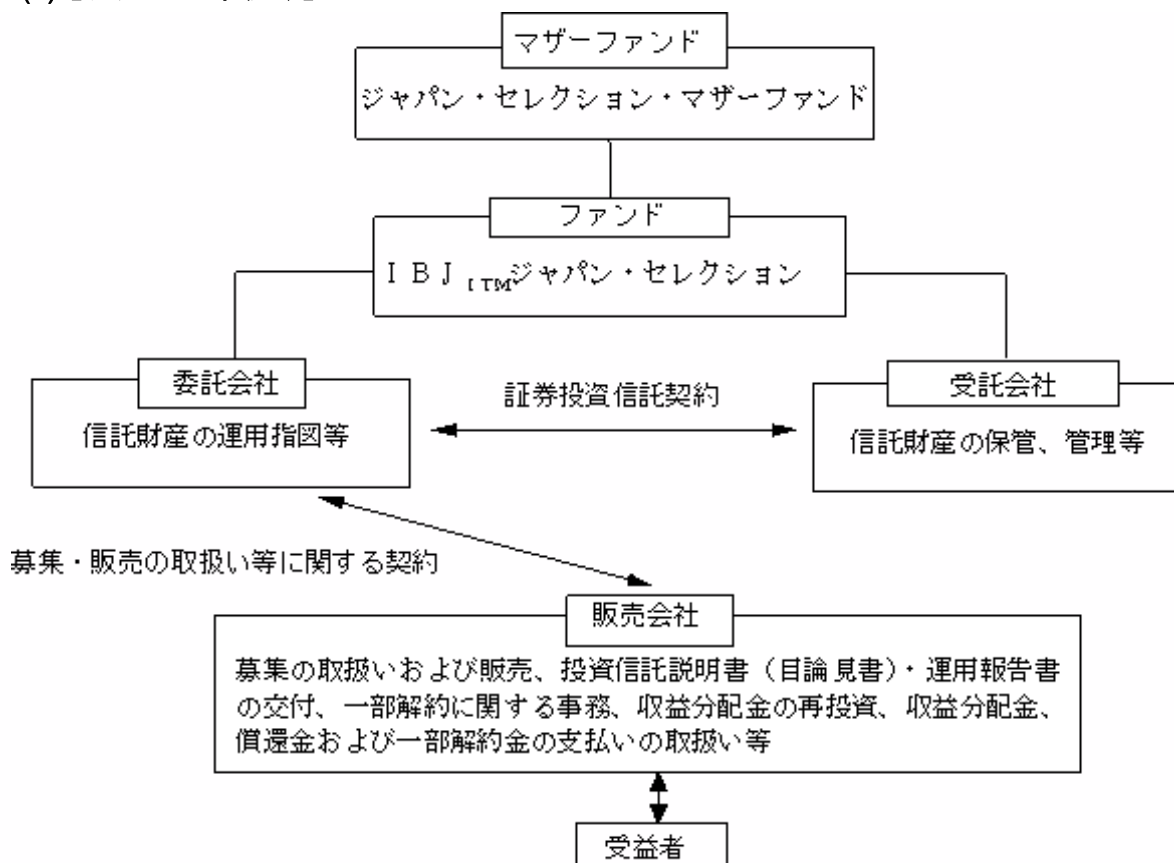 マザーファンド
ジャパン・セレクション・マザーファンド
ファンド
ＩＢＪITMジャパン・セレクション
委託会社
信託財産の運用指図等
証券投資信託契約
受託会社
信託財産の保管、管理等
募集・販売の取扱い等に関する契約
販売会社
募集の取扱いおよび販売、投資信託説明書（目論見書）・運用報告書
の交付、一部解約に関する事務、収益分配金の再投資、収益分配金、
償還金および一部解約金の支払いの取扱い等
受益者